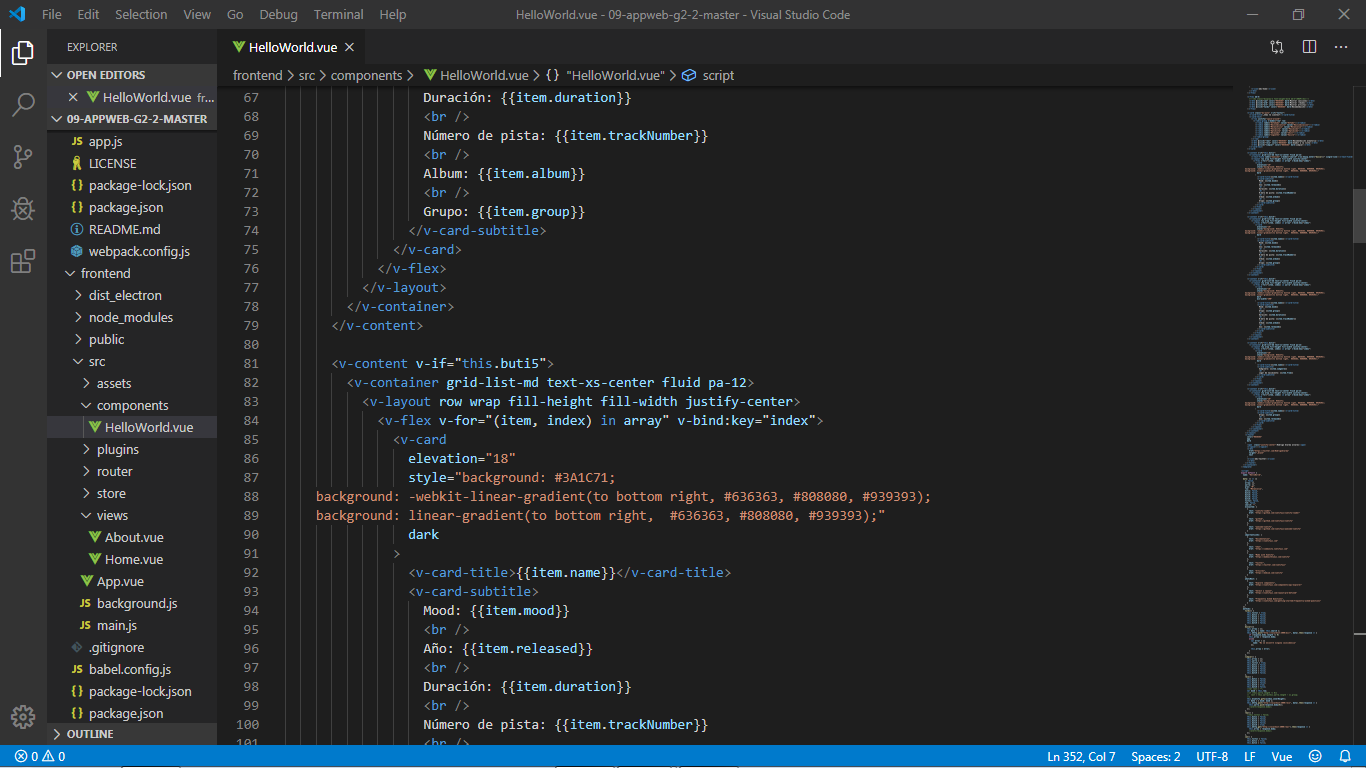 File Edit Selection View Go Debug Terminal Help HelloWorld.vue - 09-appweb-g2-2-master - Visual Studio Code
EXPLORER
OPEN EDITORS
HelloWorld.vue fr...
09-APPWEB-G2-2-MASTER
app.js
LICENSE
package-lock.json
package.json
README.md
webpack.config.js
frontend
dist_electron
node_modules
public
src
assets
components
HelloWorld.vue
plugins
router
store
views
About.vue
Home.vue
App.vue
background.js
main.js
.gitignore
babel.config.js
package-lock.json
package.json
OUTLINE
HelloWorld.vue
frontend > src > components > HelloWorld.vue > {} "HelloWorld.vue" > script
67 Duración: {{item.duration}}
68 <br />
69 Número de pista: {{item.trackNumber}}
70 <br />
71 Album: {{item.album}}
72 <br />
73 Grupo: {{item.group}}
74 </v-card-subtitle>
75 </v-card>
76 </v-flex>
77 </v-layout>
78 </v-container>
79 </v-content>
80
81 <v-content v-if="this.buti5">
82 <v-container grid-list-md text-xs-center fluid pa-12>
83 <v-layout row wrap fill-height fill-width justify-center>
84 <v-flex v-for="(item, index) in array" v-bind:key="index">
85 <v-card
86 elevation="18"
87 style="background: #3A1C71;
88 background: -webkit-linear-gradient(to bottom right, #636363, #808080, #939393);
89 background: linear-gradient(to bottom right,  #636363, #808080, #939393);"
90 dark
91 >
92 <v-card-title>{{item.name}}</v-card-title>
93 <v-card-subtitle>
94 Mood: {{item.mood}}
95 <br />
96 Año: {{item.released}}
97 <br />
98 Duración: {{item.duration}}
99 <br />
100 Número de pista: {{item.trackNumber}}
101 <br />
0 0 Ln 352, Col 7 Spaces: 2 UTF-8 LF Vue